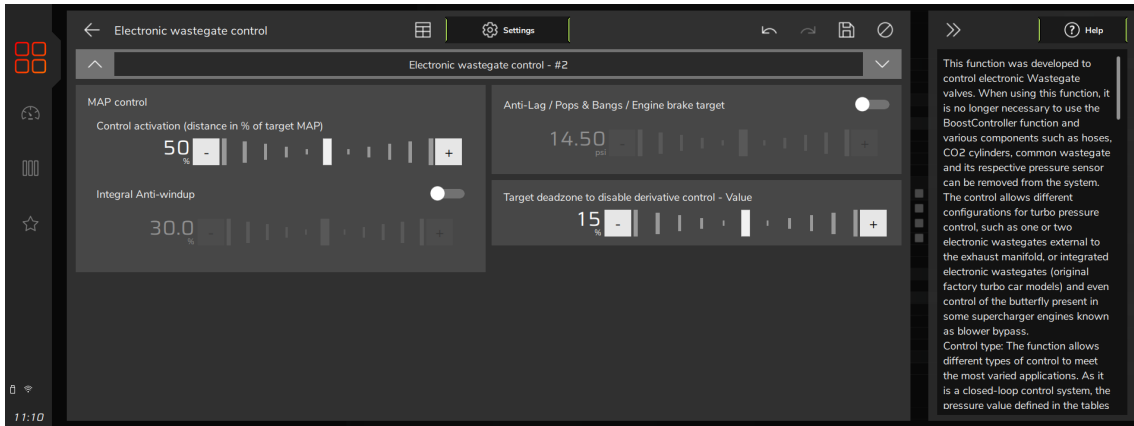 Electronic wastegate control
Settings
Help
Electronic wastegate control - #2
MAP control
Control activation (distance in % of target MAP)
50
%
-
+
Integral Anti-windup
30.0
%
-
+
Anti-Lag / Pops & Bangs / Engine brake target
14.50
psi
-
+
Target deadzone to disable derivative control - Value
15
%
-
+
This function was developed to
control electronic Wastegate
valves. When using this function, it
is no longer necessary to use the
BoostController function and
various components such as hoses,
CO2 cylinders, common wastegate
and its respective pressure sensor
can be removed from the system.
The control allows different
configurations for turbo pressure
control, such as one or two
electronic wastegates external to
the exhaust manifold, or integrated
electronic wastegates (original
factory turbo car models) and even
control of the butterfly present in
some supercharger engines known
as blower bypass.
Control type: The function allows
different types of control to meet
the most varied applications. As it
is a closed-loop control system, the
pressure value defined in the tables
11:10